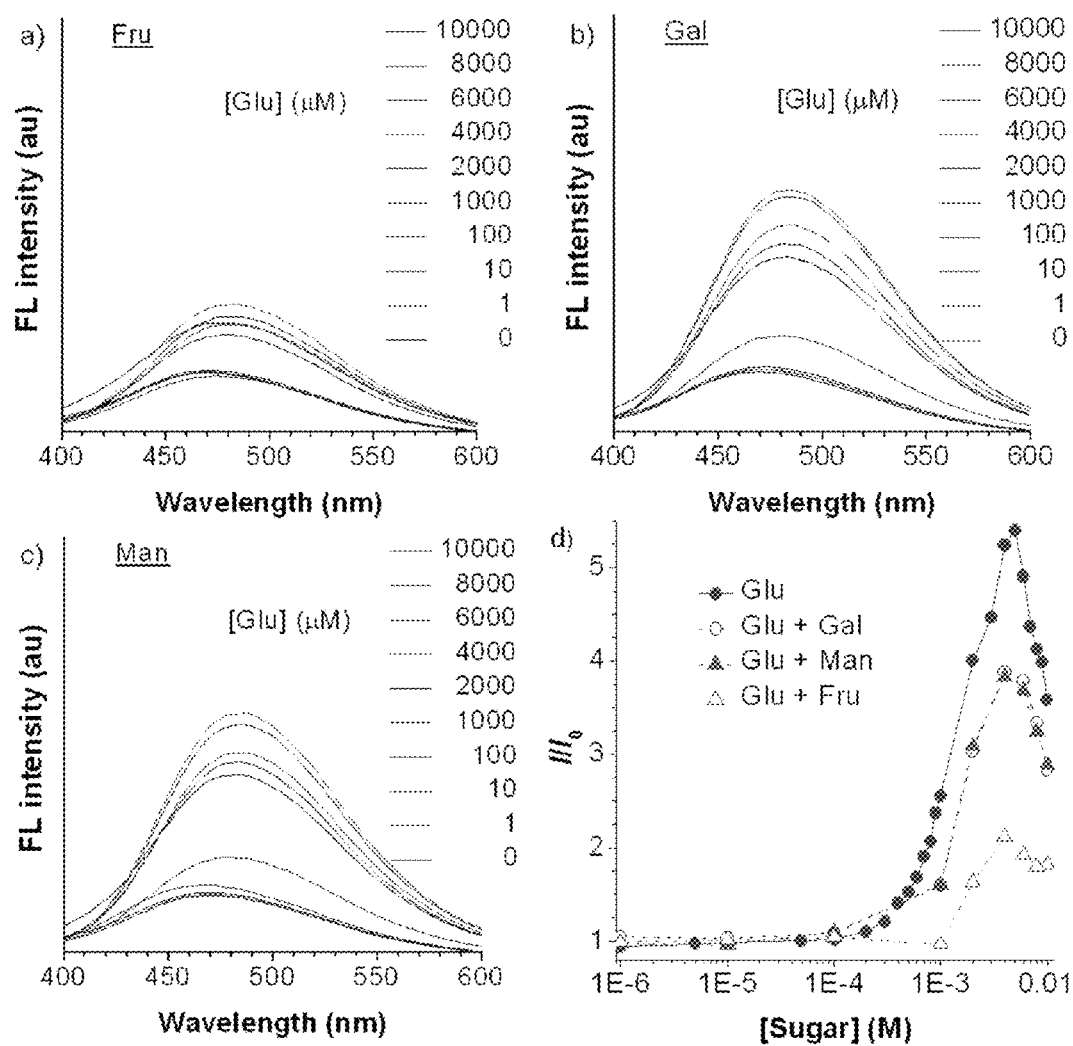 a) Fru
[Glu] (μM)
10000
8000
6000
4000
2000
1000
100
10
1
0
FL intensity (au)
400 450 500 550 600
Wavelength (nm)
b) Gal
[Glu] (μM)
10000
8000
6000
4000
2000
1000
100
10
1
0
FL intensity (au)
400 450 500 550 600
Wavelength (nm)
c) Man
[Glu] (μM)
10000
8000
6000
4000
2000
1000
100
10
1
0
FL intensity (au)
400 450 500 550 600
Wavelength (nm)
d)
Glu
Glu + Gal
Glu + Man
Glu + Fru
I/I₀
5
4
3
2
1
1E-6 1E-5 1E-4 1E-3 0.01
[Sugar] (M)